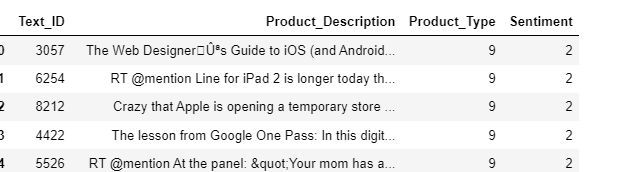 Text_ID Product_Description Product_Type Sentiment
0 3057 The Web Designer□Ûªs Guide to iOS (and Android... 9 2
1 6254 RT @mention Line for iPad 2 is longer today th... 9 2
2 8212 Crazy that Apple is opening a temporary store ... 9 2
3 4422 The lesson from Google One Pass: In this digit... 9 2
4 5526 RT @mention At the panel: &quot;Your mom has a... 9 2